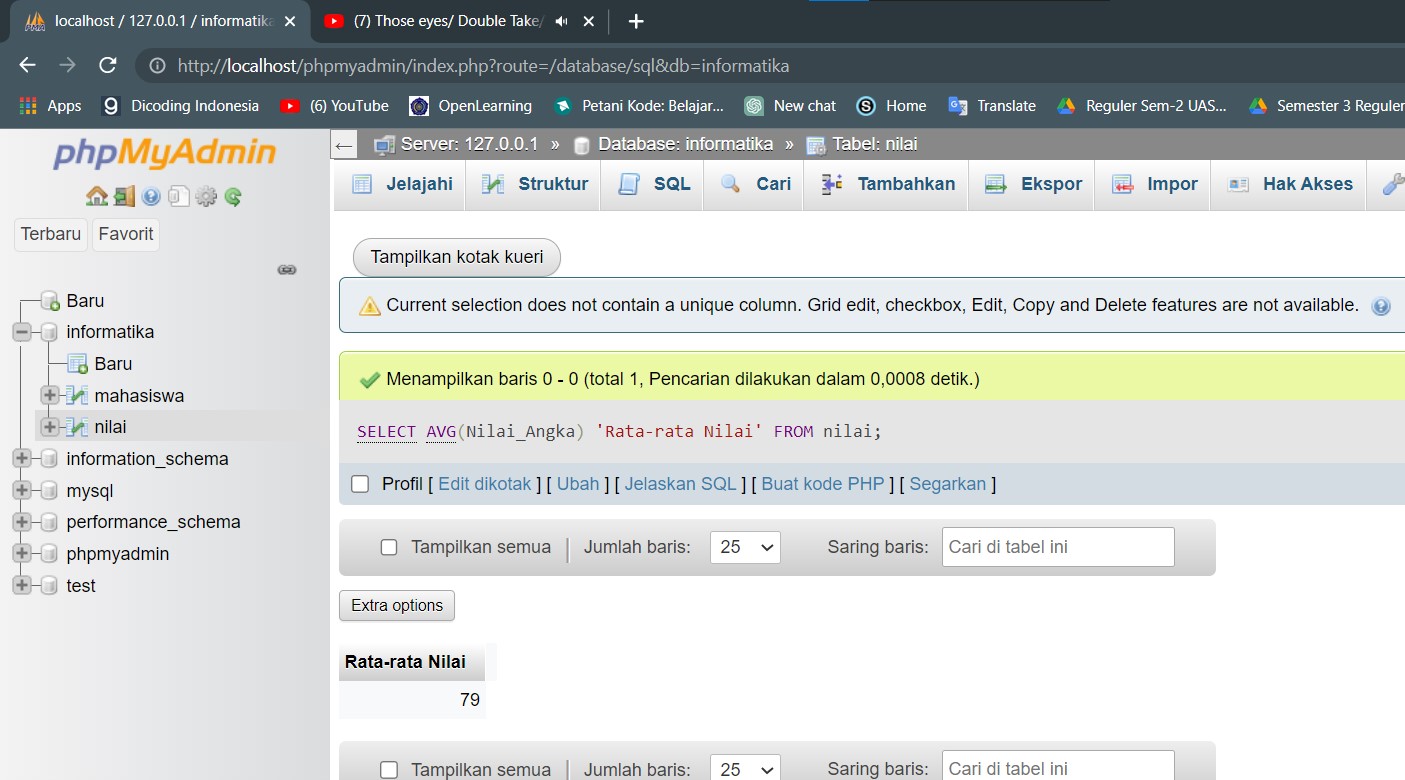 localhost / 127.0.0.1 / informatika
(7) Those eyes/ Double Take/
http://localhost/phpmyadmin/index.php?route=/database/sql&db=informatika
Apps Dicoding Indonesia (6) YouTube OpenLearning Petani Kode: Belajar... New chat Home Translate Reguler Sem-2 UAS... Semester 3 Reguler
phpMyAdmin
Terbaru Favorit
Baru
informatika
Baru
mahasiswa
nilai
information_schema
mysql
performance_schema
phpmyadmin
test
Server: 127.0.0.1 » Database: informatika » Tabel: nilai
Jelajahi Struktur SQL Cari Tambahkan Ekspor Impor Hak Akses
Tampilkan kotak kueri
Current selection does not contain a unique column. Grid edit, checkbox, Edit, Copy and Delete features are not available.
Menampilkan baris 0 - 0 (total 1, Pencarian dilakukan dalam 0,0008 detik.)
SELECT AVG(Nilai_Angka) 'Rata-rata Nilai' FROM nilai;
Profil [ Edit dikotak ] [ Ubah ] [ Jelaskan SQL ] [ Buat kode PHP ] [ Segarkan ]
Tampilkan semua | Jumlah baris: 25 Saring baris: Cari di tabel ini
Extra options
Rata-rata Nilai
79
Tampilkan semua | Jumlah baris: 25 Saring baris: Cari di tabel ini